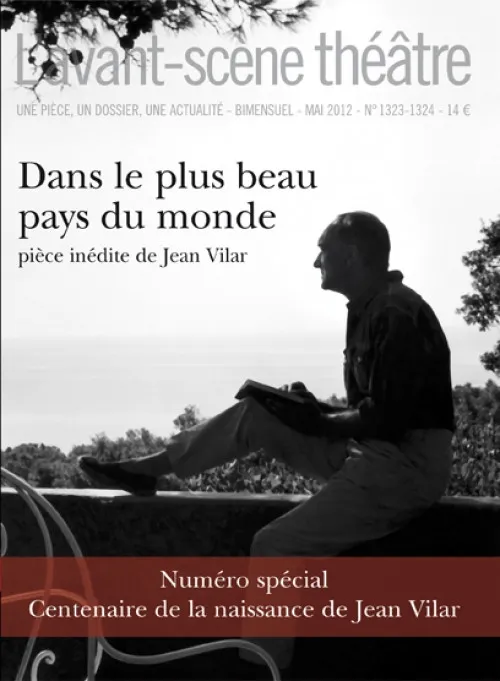 L'avant-scène théâtre
UNE PIÈCE, UN DOSSIER, UNE ACTUALITÉ - BIMENSUEL - MAI 2012 - N° 1323-1324 - 14 €
Dans le plus beau
pays du monde
pièce inédite de Jean Vilar
Numéro spécial
Centenaire de la naissance de Jean Vilar